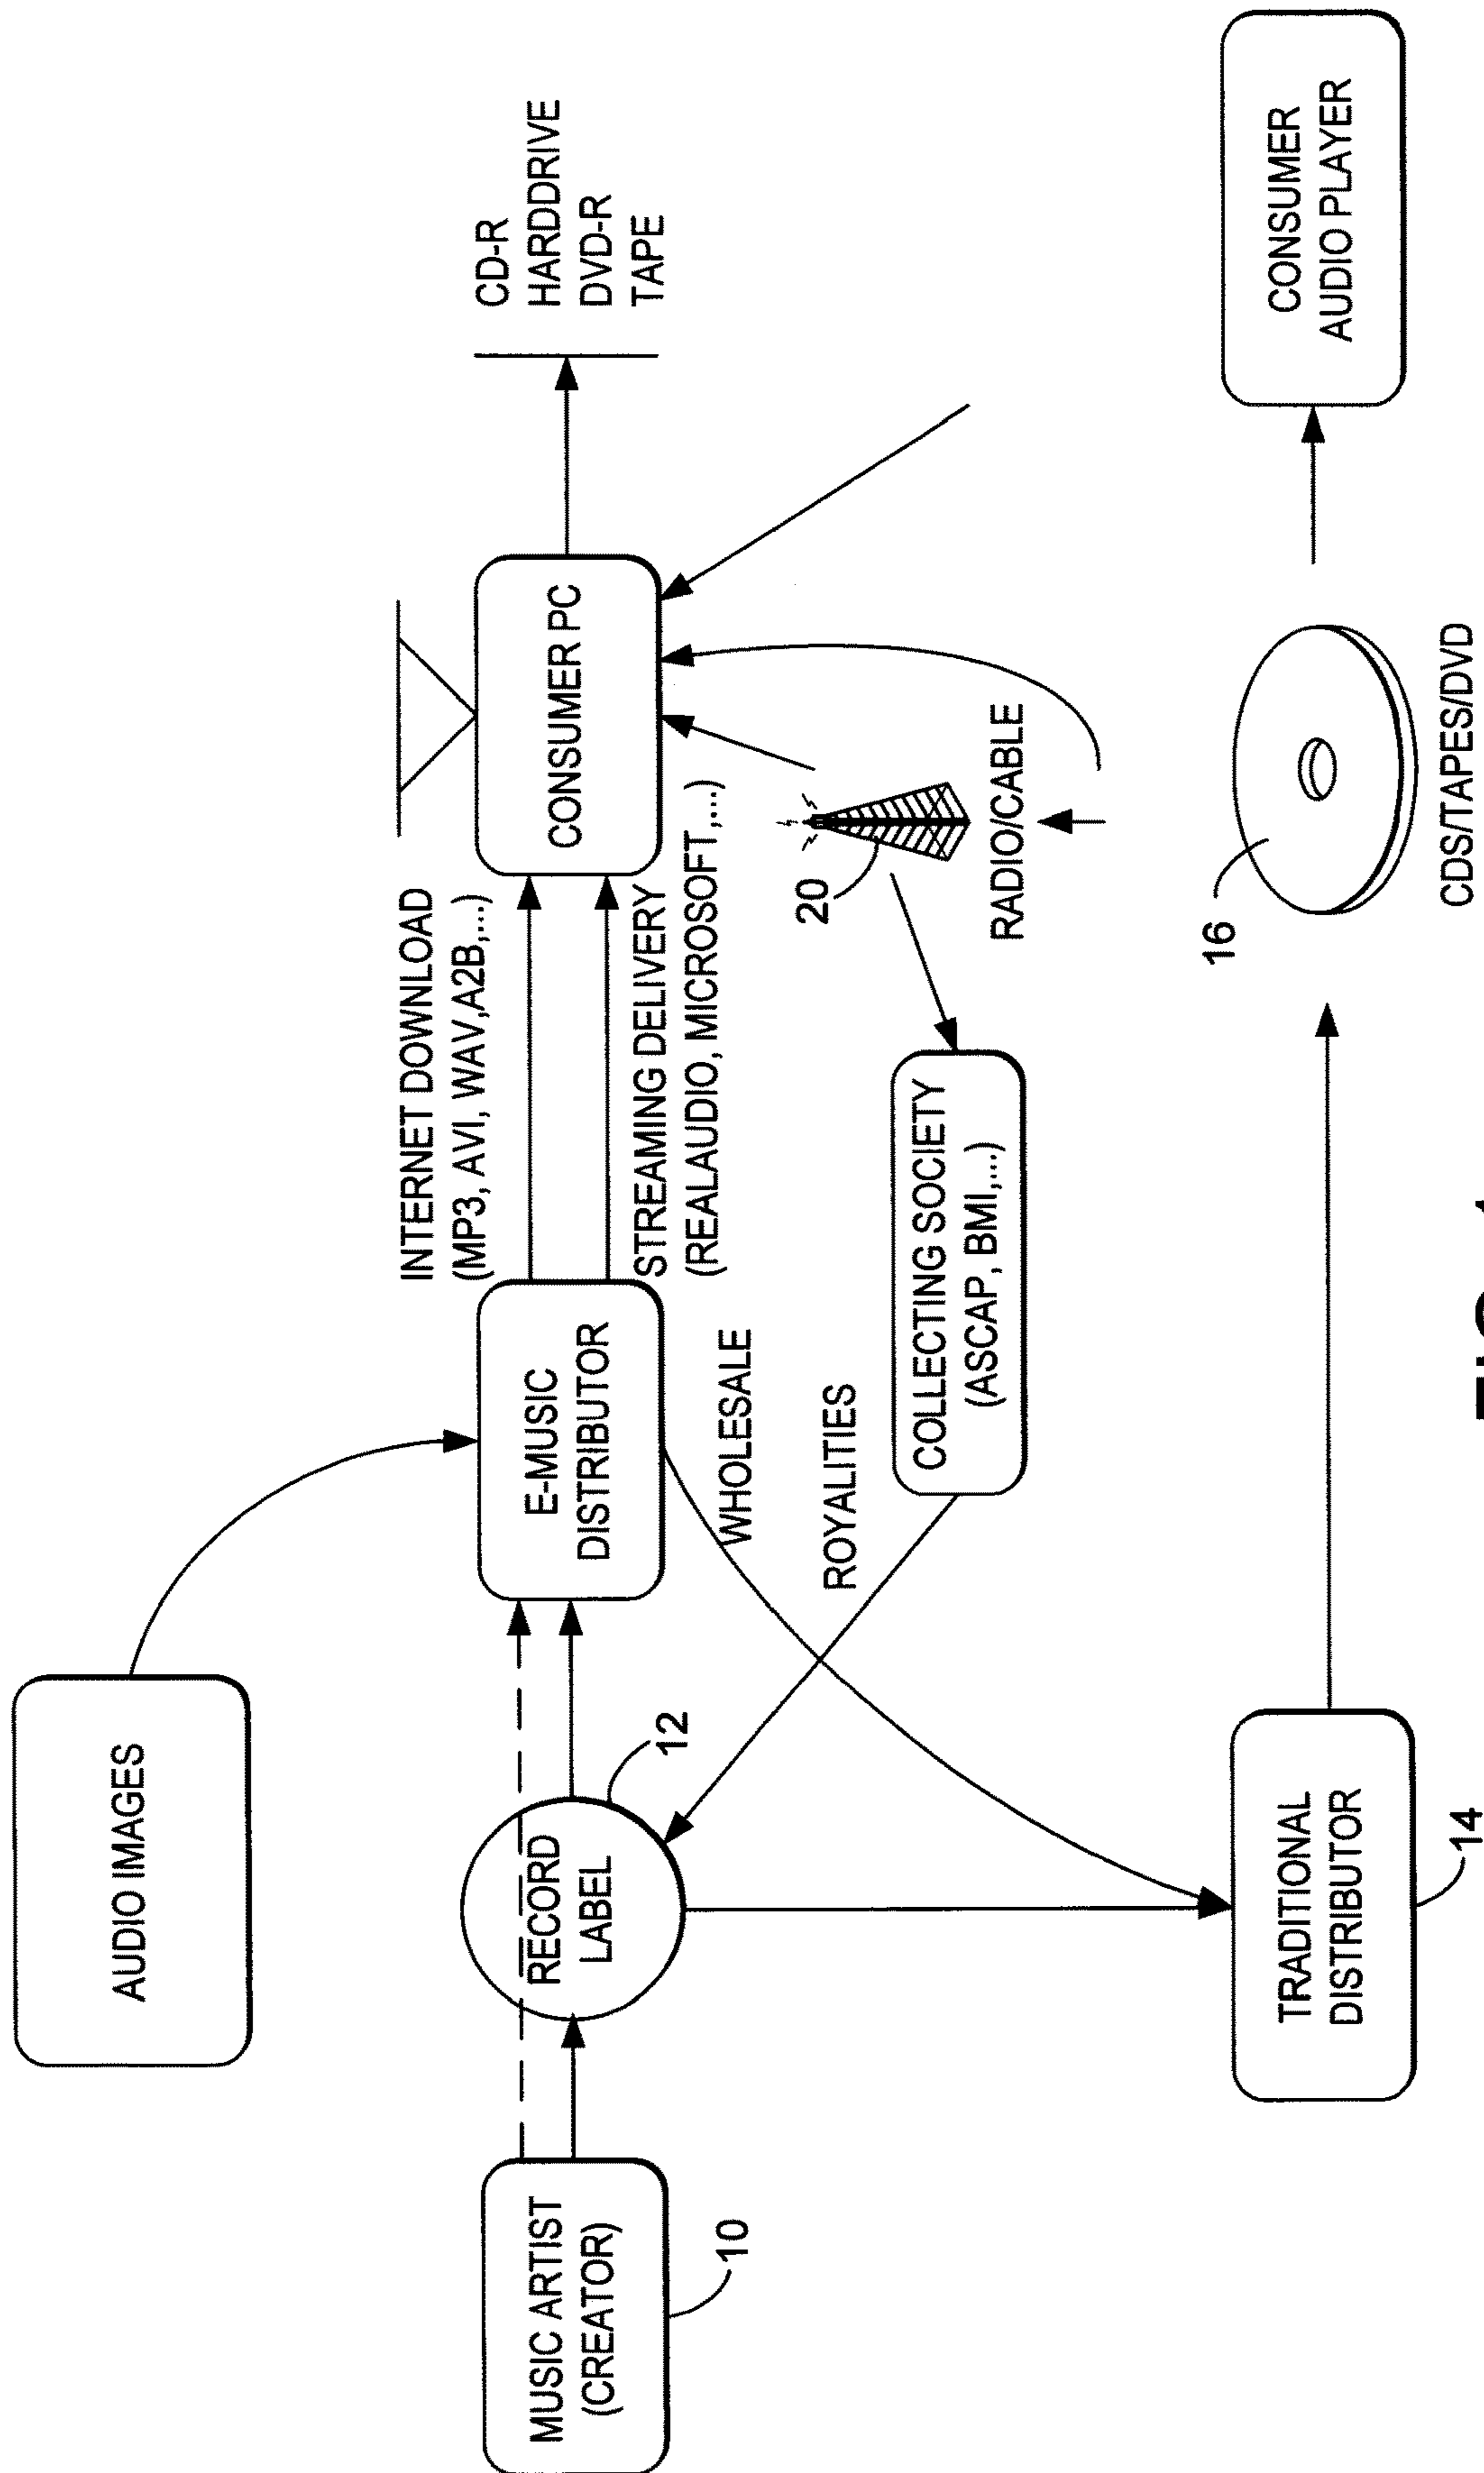 AUDIO IMAGES
MUSIC ARTIST
(CREATOR)
10
RECORD
LABEL
12
E-MUSIC
DISTRIBUTOR
INTERNET DOWNLOAD
(MP3, AVI, WAV,A2B,...)
STREAMING DELIVERY
(REALAUDIO, MICROSOFT,...)
CONSUMER PC
CD-R
HARDDRIVE
DVD-R
TAPE
WHOLESALE
ROYALITIES
COLLECTING SOCIETY
(ASCAP, BMI,...)
20
RADIO/CABLE
TRADITIONAL
DISTRIBUTOR
14
16
CDS/TAPES/DVD
CONSUMER
AUDIO PLAYER